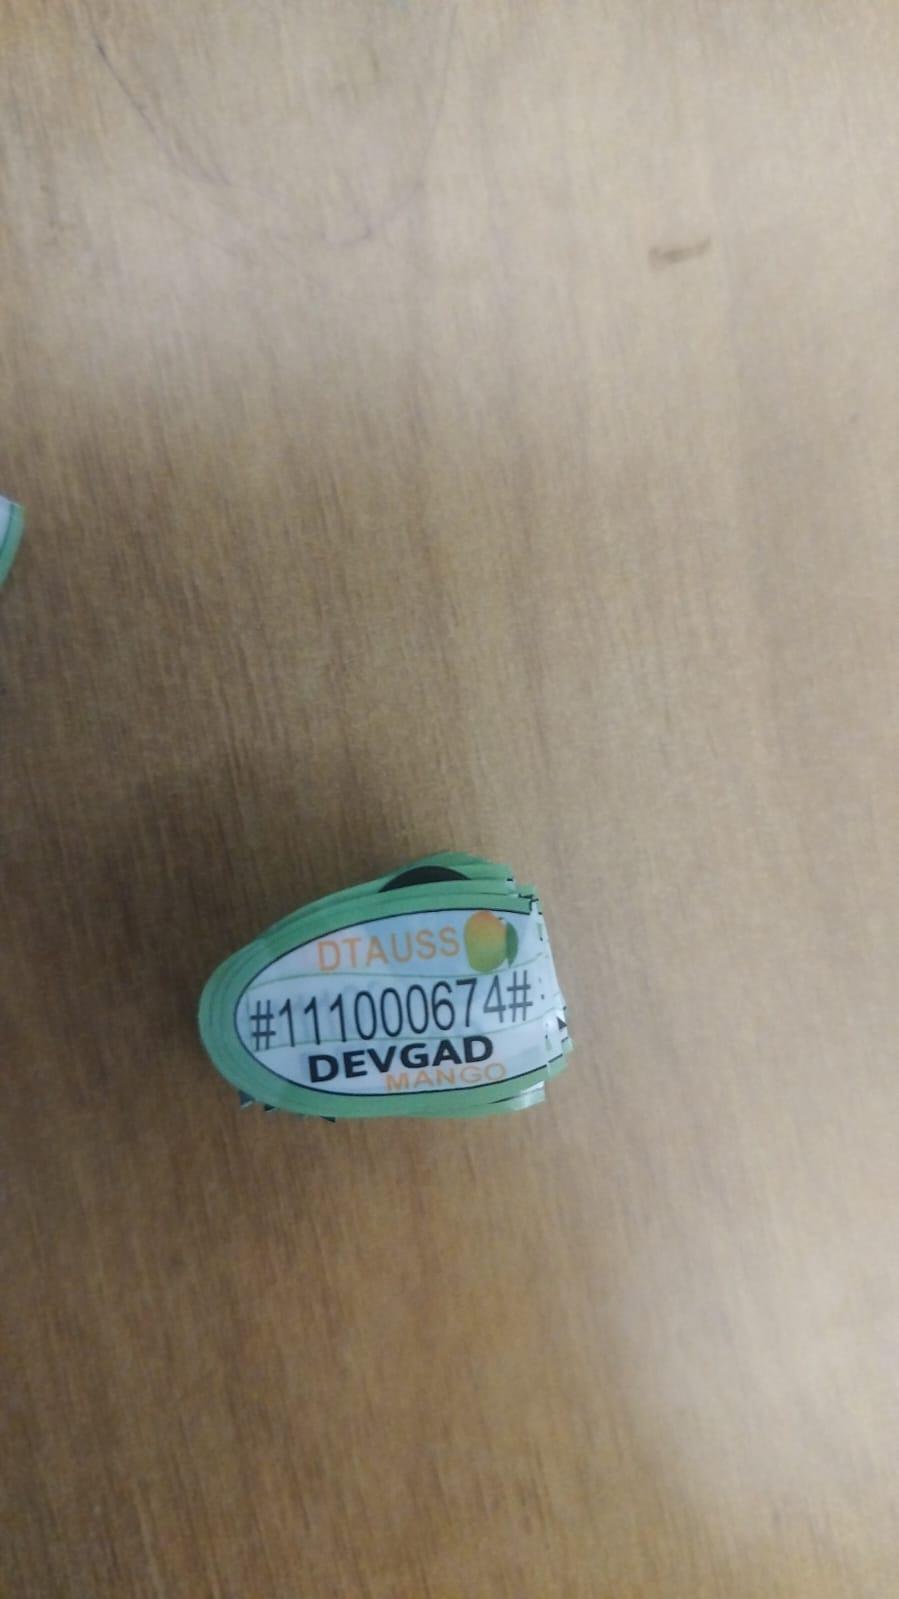 DTAUSS
#111000674#
DEVGAD
MANGO